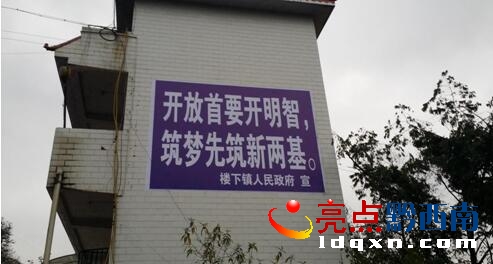 开放首要开明智，
筑梦先筑新两基。
楼下镇人民政府 宣
亮点黔西南
ldqxn.com